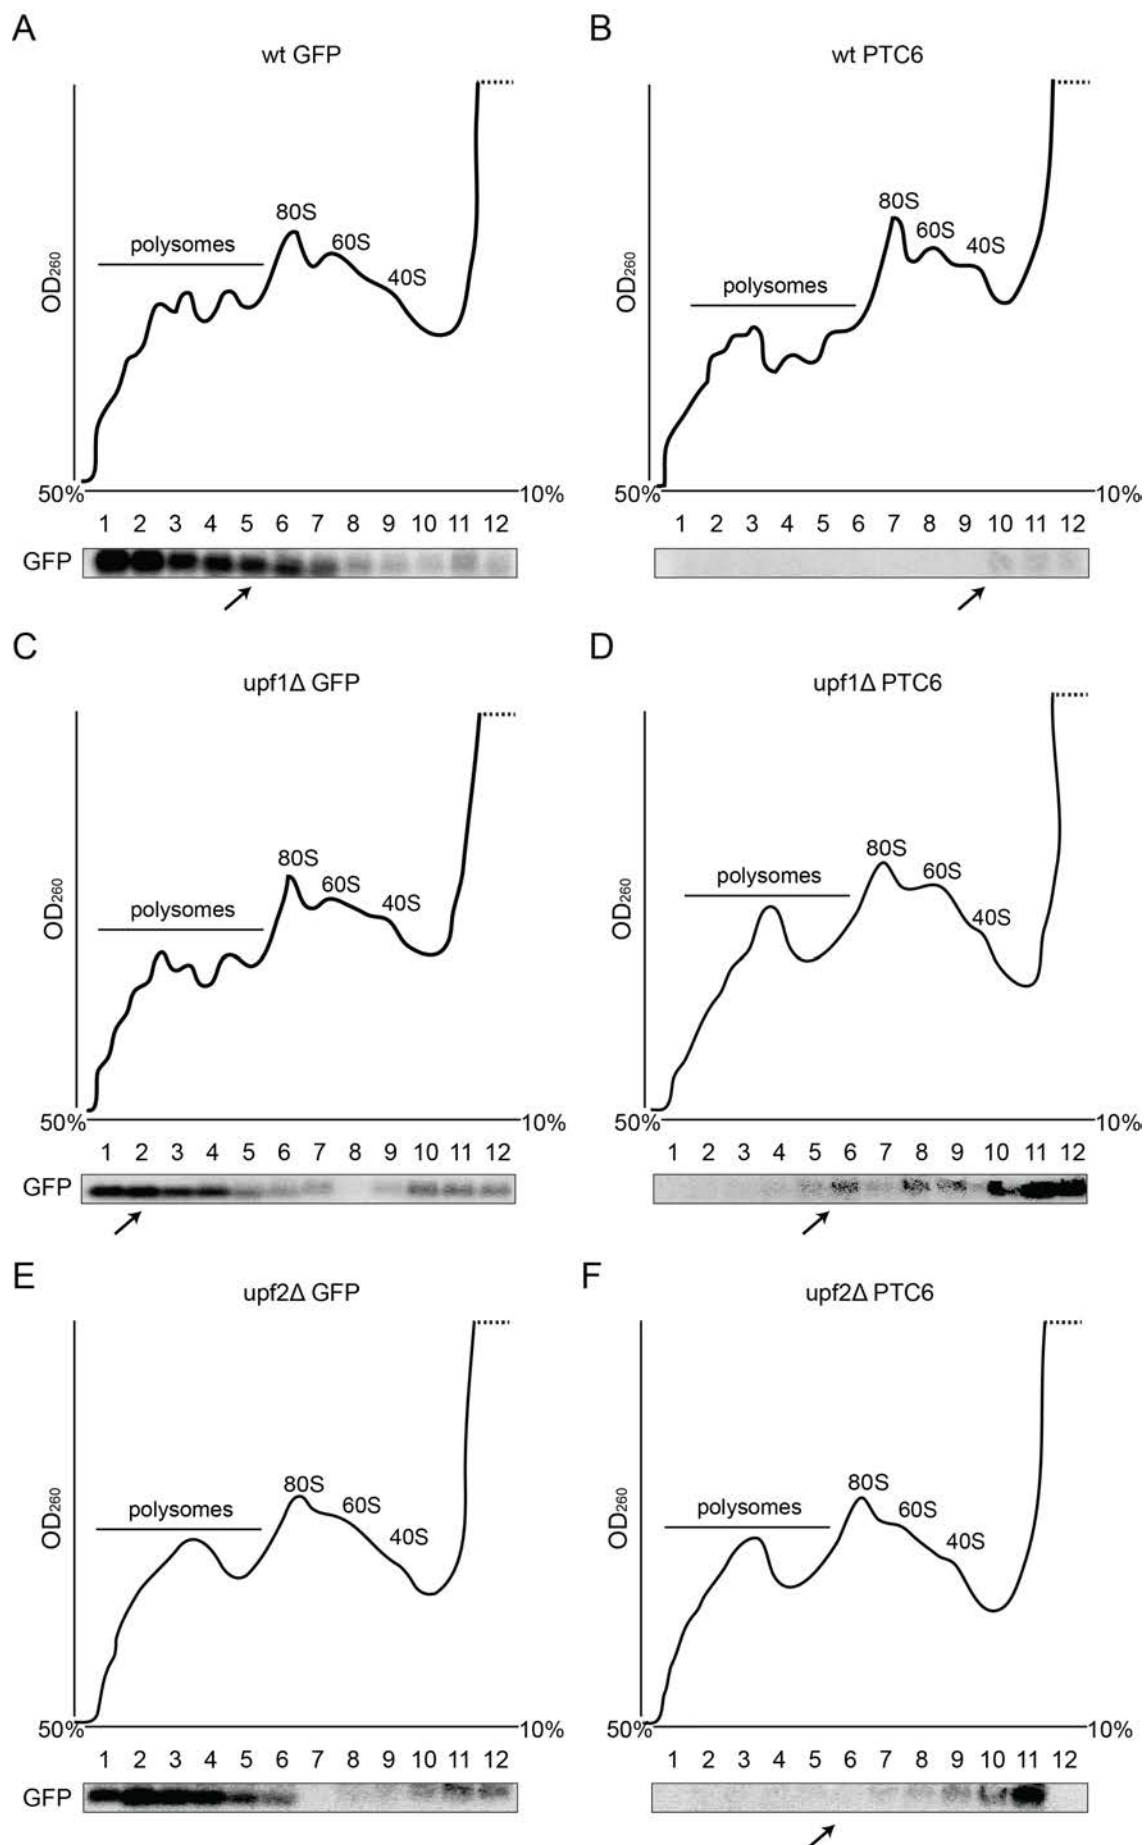 A
wt GFP
80S
60S
polysomes
40S
OD260
50%
10%
1 2 3 4 5 6 7 8 9 10 11 12
GFP
B
wt PTC6
80S
60S
40S
polysomes
OD260
50%
10%
1 2 3 4 5 6 7 8 9 10 11 12
C
upf1Δ GFP
80S
60S
polysomes
40S
OD260
50%
10%
1 2 3 4 5 6 7 8 9 10 11 12
GFP
D
upf1Δ PTC6
80S
polysomes
60S
40S
OD260
50%
10%
1 2 3 4 5 6 7 8 9 10 11 12
E
upf2Δ GFP
80S
polysomes
60S
40S
OD260
50%
10%
1 2 3 4 5 6 7 8 9 10 11 12
GFP
F
upf2Δ PTC6
80S
polysomes
60S
40S
OD260
50%
10%
1 2 3 4 5 6 7 8 9 10 11 12